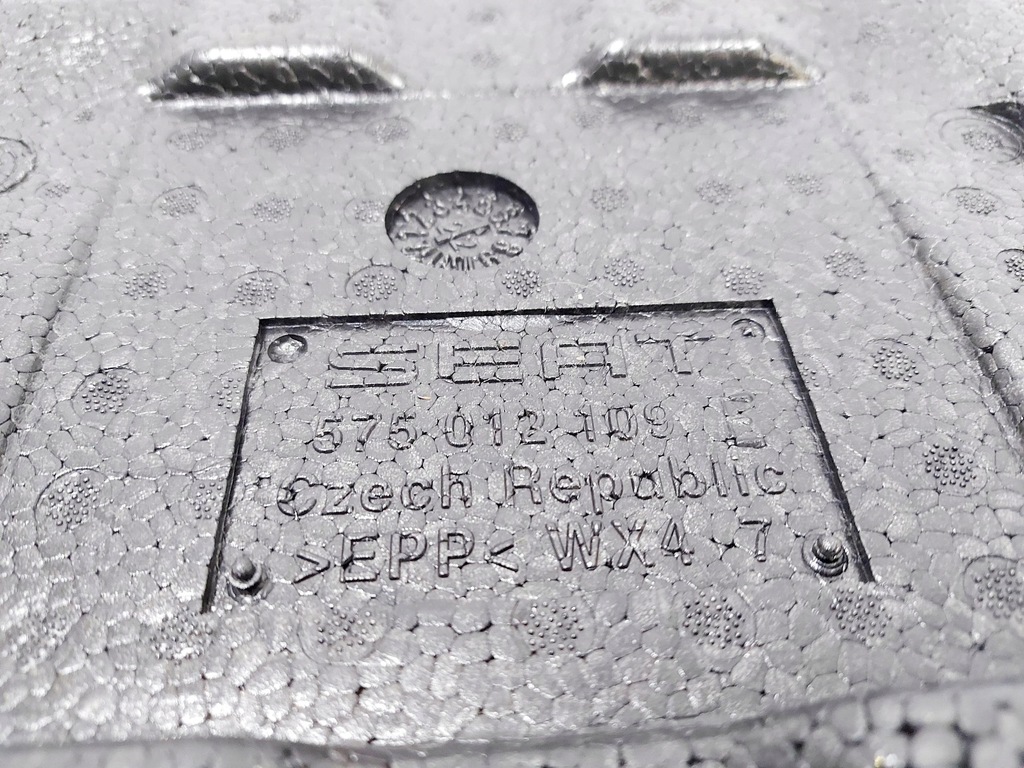 SEAT
575 012 109 E
Czech Republic
>EPP< WX4 7